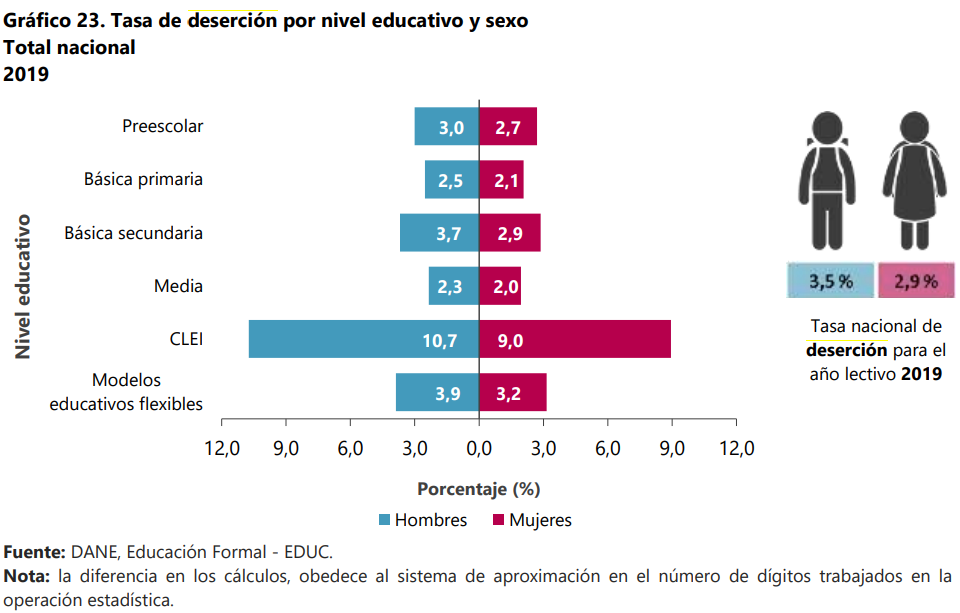 Gráfico 23. Tasa de deserción por nivel educativo y sexo
Total nacional
2019
Nivel educativo
Preescolar
3,0
2,7
Básica primaria
2,5
2,1
Básica secundaria
3,7
2,9
Media
2,3
2,0
CLEI
10,7
9,0
Modelos
educativos flexibles
3,9
3,2
12,0 9,0 6,0 3,0 0,0 3,0 6,0 9,0 12,0
Porcentaje (%)
Hombres Mujeres
3,5 %
2,9 %
Tasa nacional de
deserción para el
año lectivo 2019
Fuente: DANE, Educación Formal - EDUC.
Nota: la diferencia en los cálculos, obedece al sistema de aproximación en el número de dígitos trabajados en la
operación estadística.